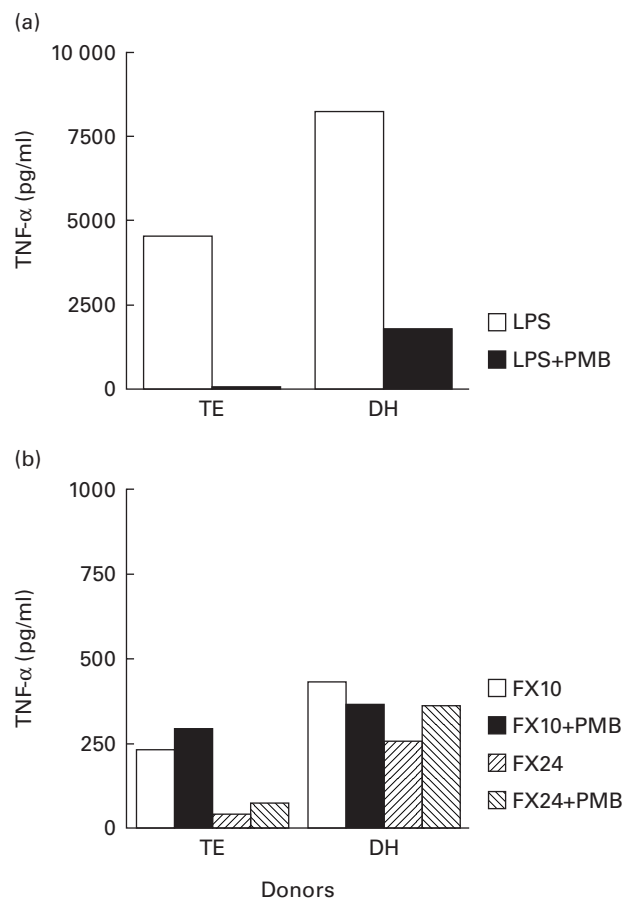 (a)
10 000
7500
5000
2500
0
TNF-α (pg/ml)
TE
DH
LPS
LPS+PMB
(b)
1000
750
500
250
0
TNF-α (pg/ml)
TE
DH
FX10
FX10+PMB
FX24
FX24+PMB
Donors